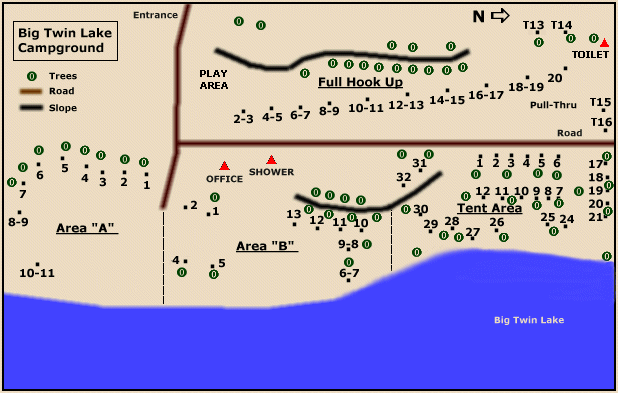 Entrance
N
T13 T14
Big Twin Lake
Campground
TOILET
Trees
Road
Slope
PLAY
AREA
Full Hook Up
20
18-19
16-17
14-15
12-13
10-11
8-9
6-7
4-5
2-3
Pull-Thru
T15
T16
Road
6
5
4
3
2
1
7
8-9
Area "A"
10-11
OFFICE
SHOWER
2
1
4
5
Area "B"
13
12
11
10
9-8
6-7
31
32
30
29
28
27
26
25
24
1 2 3 4 5 6
12 11 10 9 8 7
Tent Area
17
18
19
20
21
Big Twin Lake